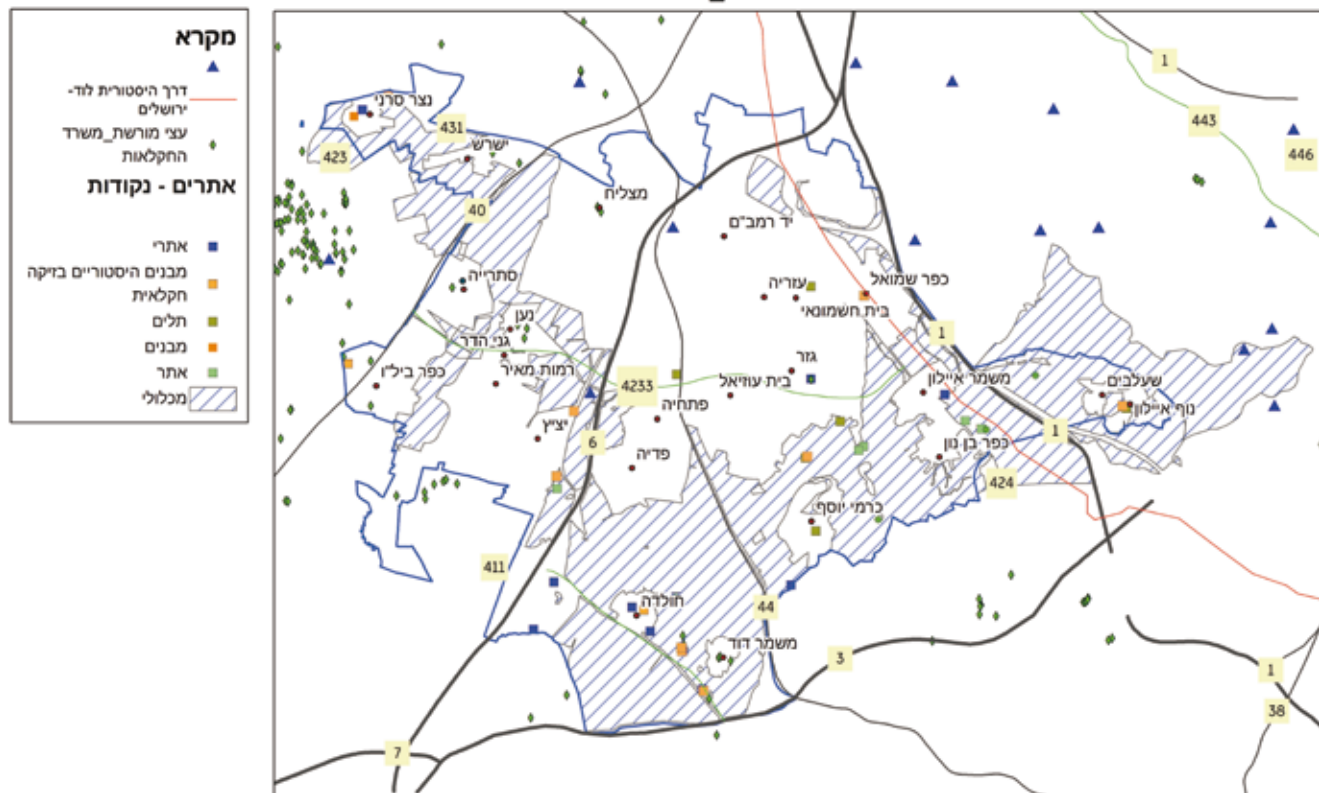 מקרא
דרך היסטורית לוד-
ירושלים
עצי מורשת_משרד
החקלאות
אתרים - נקודות
אתרי
מבנים היסטוריים בזיקה
חקלאית
תלים
מבנים
אתר
מכלולי
1
443
446
נצר סרני
431
423
ישרש
מצליח
40
יד רמב"ם
סתרייה
עזריה
כפר שמואל
בית חשמונאי
נען
גני הדר
1
כפר ביל"ו
רמות מאיר
4233
גזר
בית עוזיאל
משמר איילון
שעלבים
נוף איילון
פתחיה
יציץ
6
1
כפר בן נון
פדיה
424
כרמי יוסף
411
חולדה
44
משמר דוד
3
1
38
7